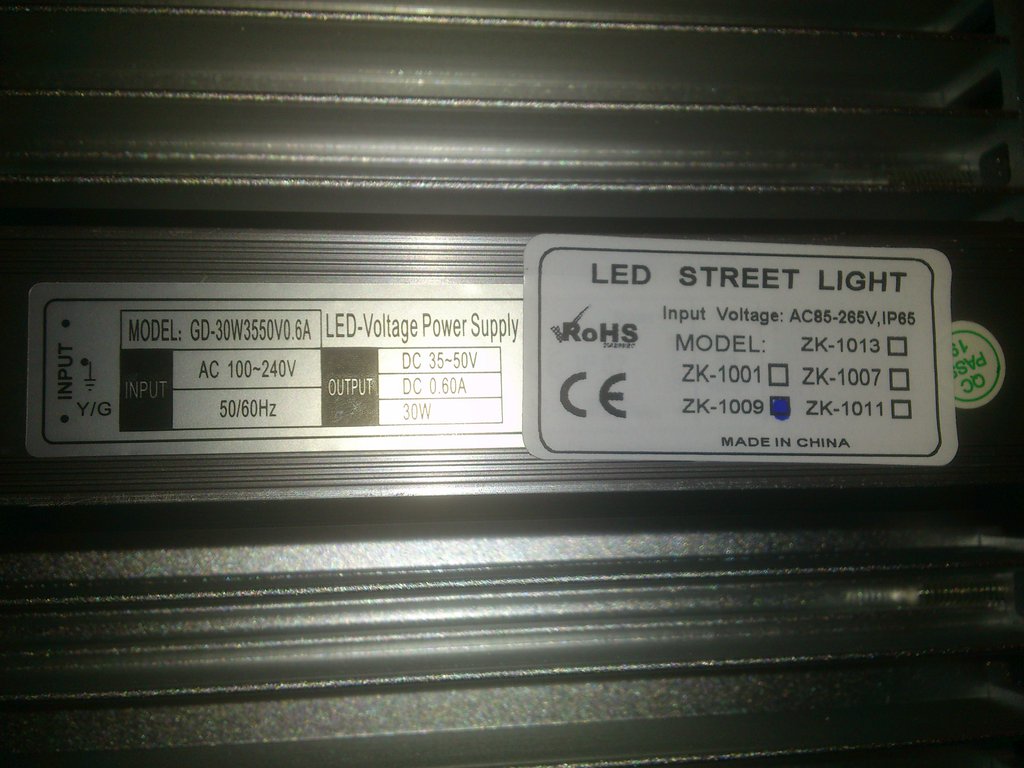 INPUT
Y/G
MODEL: GD-30W3550V0.6A
INPUT
AC 100~240V
50/60Hz
LED-Voltage Power Supply
OUTPUT
DC 35~50V
DC 0.60A
30W
LED STREET LIGHT
RoHS
Input Voltage: AC85-265V,IP65
MODEL: ZK-1013
ZK-1001 ZK-1007
ZK-1009 ZK-1011
CE
MADE IN CHINA
QC